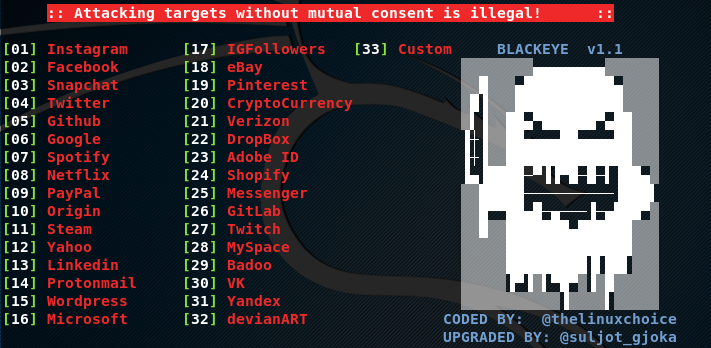 :: Attacking targets without mutual consent is illegal! ::
[01] Instagram [17] IGFollowers [33] Custom BLACKEYE v1.1
[02] Facebook [18] eBay
[03] Snapchat [19] Pinterest
[04] Twitter [20] CryptoCurrency
[05] Github [21] Verizon
[06] Google [22] DropBox
[07] Spotify [23] Adobe ID
[08] Netflix [24] Shopify
[09] PayPal [25] Messenger
[10] Origin [26] GitLab
[11] Steam [27] Twitch
[12] Yahoo [28] MySpace
[13] Linkedin [29] Badoo
[14] Protonmail [30] VK
[15] Wordpress [31] Yandex
[16] Microsoft [32] devianART
CODED BY: @thelinuxchoice
UPGRADED BY: @suljot_gjoka